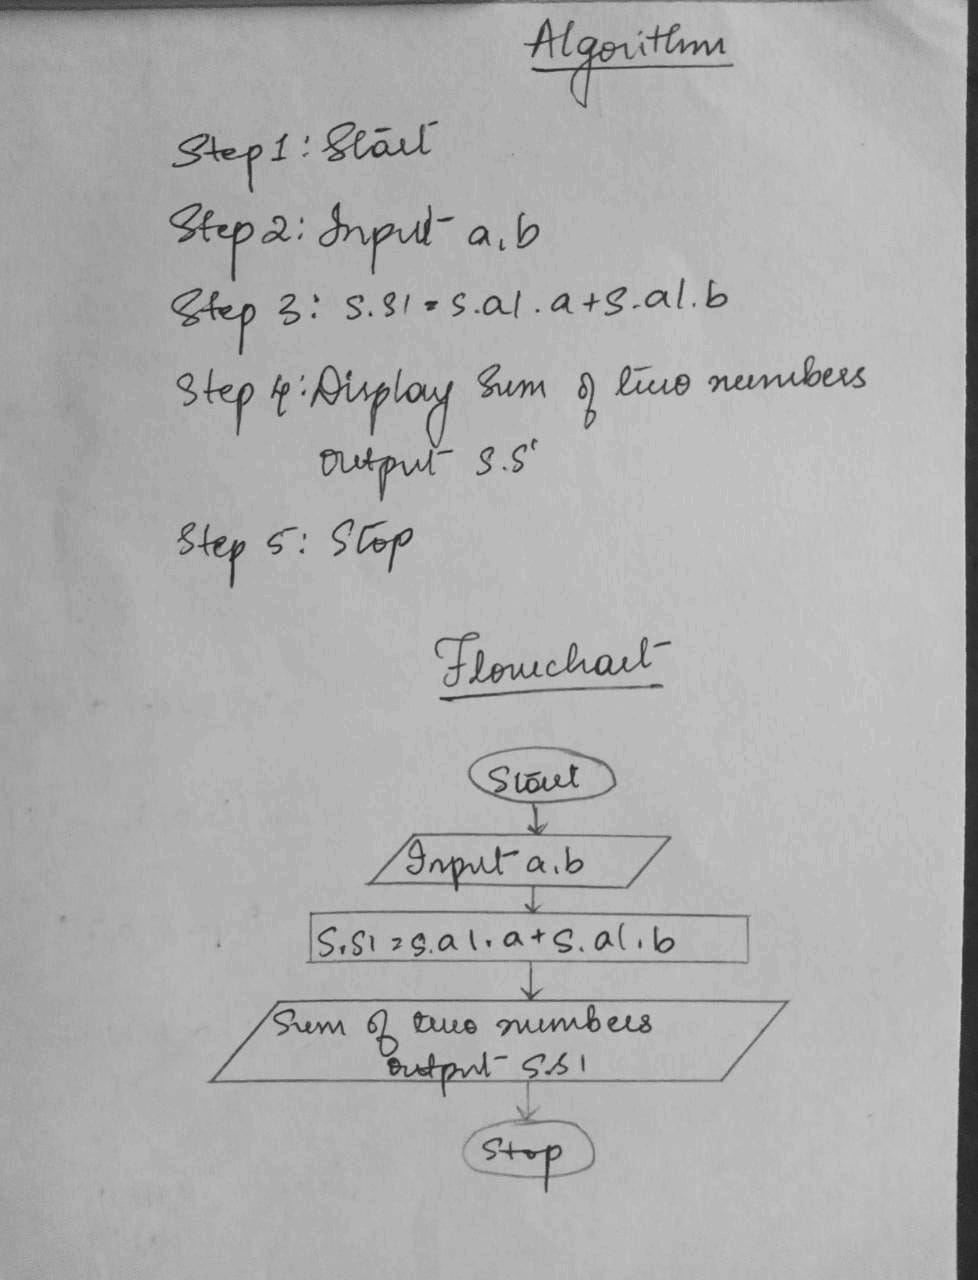 Algorithm
Step 1: Start
Step 2: Input a,b
Step 3: S.S1 = S.a1.a+S.a1.b
Step 4: Display Sum of two numbers
output S.S1
Step 5: Stop
Flowchart
Start
Input a,b
S.S1 = S.a1.a+S.a1.b
Sum of two numbers
output S.S1
Stop